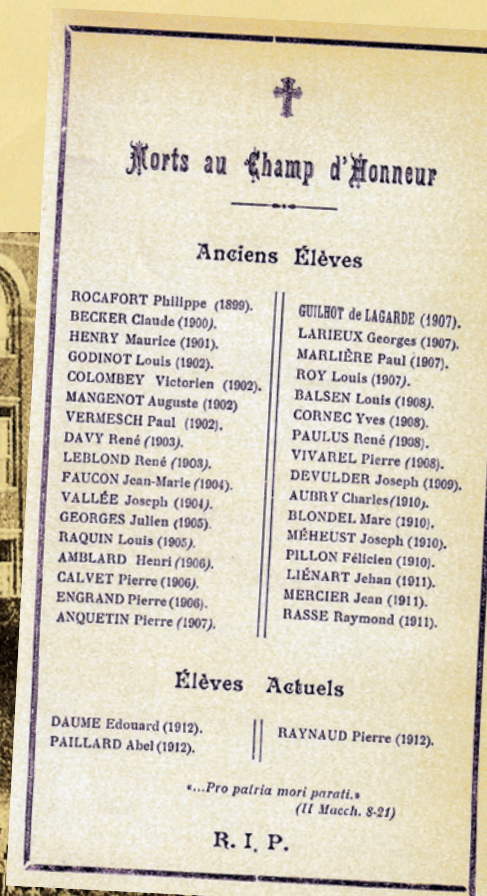 Morts au Champ d'Honneur
Anciens Élèves
ROCAFORT Philippe (1899).
BECKER Claude (1900).
HENRY Maurice (1901).
GODINOT Louis (1902).
COLOMBEY Victorien (1902).
MANGENOT Auguste (1902)
VERMESCH Paul (1902).
DAVY René (1903).
LEBLOND René (1903).
FAUCON Jean-Marie (1904).
VALLÉE Joseph (1904).
GEORGES Julien (1905).
RAQUIN Louis (1905).
AMBLARD Henri (1906).
CALVET Pierre (1906).
ENGRAND Pierre (1906).
ANQUETIN Pierre (1907).
GUILHOT de LAGARDE (1907).
LARIEUX Georges (1907).
MARLIÈRE Paul (1907).
ROY Louis (1907).
BALSEN Louis (1908).
CORNEC Yves (1908).
PAULUS René (1908).
VIVAREL Pierre (1908).
DEVULDER Joseph (1909).
AUBRY Charles (1910).
BLONDEL Marc (1910).
MÉHEUST Joseph (1910).
PILLON Félicien (1910).
LIÉNART Jehan (1911).
MERCIER Jean (1911).
RASSE Raymond (1911).
Élèves Actuels
DAUME Edouard (1912).
PAILLARD Abel (1912).
RAYNAUD Pierre (1912).
«...Pro patria mori parati.»
(II Macch. 8-21)
R. I. P.